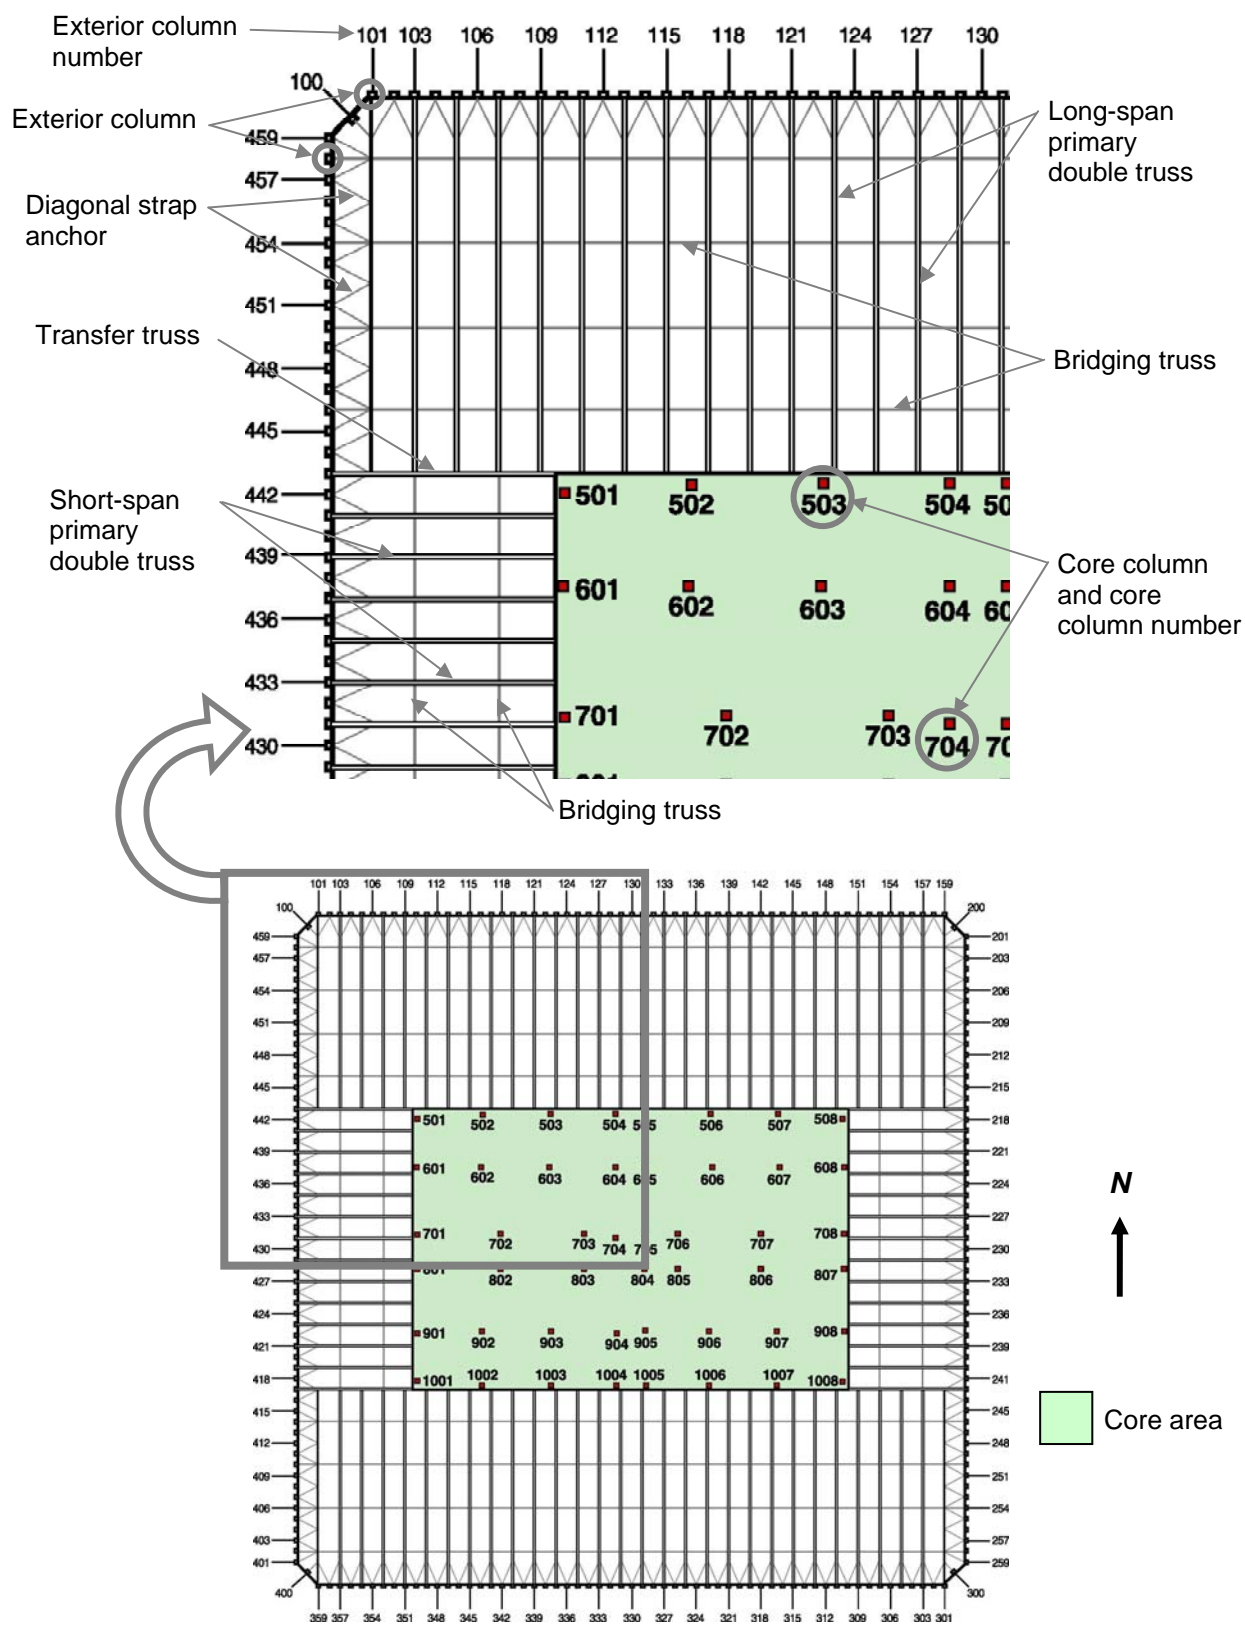 Exterior column
number
101 103 106 109 112 115 118 121 124 127 130
100
Exterior column
459
457
Long-span
primary
double truss
Diagonal strap
anchor
454
451
Transfer truss
448
Bridging truss
445
442
501 502 503 504 50
Short-span
primary
double truss
439
601 602 603 604 60
Core column
and core
column number
436
433
701 702 703 704 70
430
Bridging truss
101 103 106 109 112 115 118 121 124 127 130 133 136 139 142 145 148 151 154 157 159
100 200
459 201
457 203
454 206
451 209
448 212
445 215
442 501 502 503 504 506 507 508 218
439 221
601 602 603 604 606 607 608
436 224
433 227
701 702 703 704 706 707 708
430 230
802 803 804 805 806 807
427 233
424 236
901 902 903 904 905 906 907 908
421 239
418 1001 1002 1003 1004 1005 1006 1007 1008 241
415 245
412 248
409 251
406 254
403 257
401 259
400 300
359 357 354 351 348 345 342 339 336 333 330 327 324 321 318 315 312 309 306 303 301
N
Core area